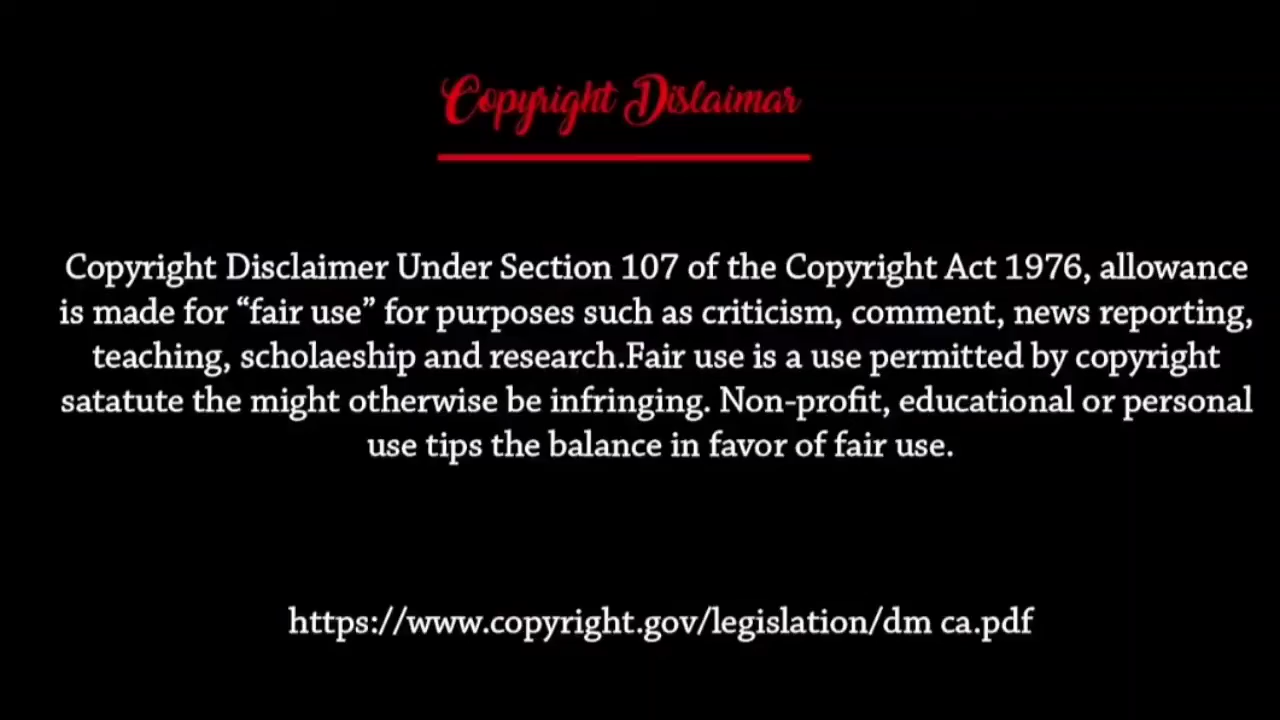 Copyright Dislaimar
Copyright Disclaimer Under Section 107 of the Copyright Act 1976, allowance
is made for “fair use” for purposes such as criticism, comment, news reporting,
teaching, scholaeship and research.Fair use is a use permitted by copyright
satatute the might otherwise be infringing. Non-profit, educational or personal
use tips the balance in favor of fair use.
https://www.copyright.gov/legislation/dm ca.pdf